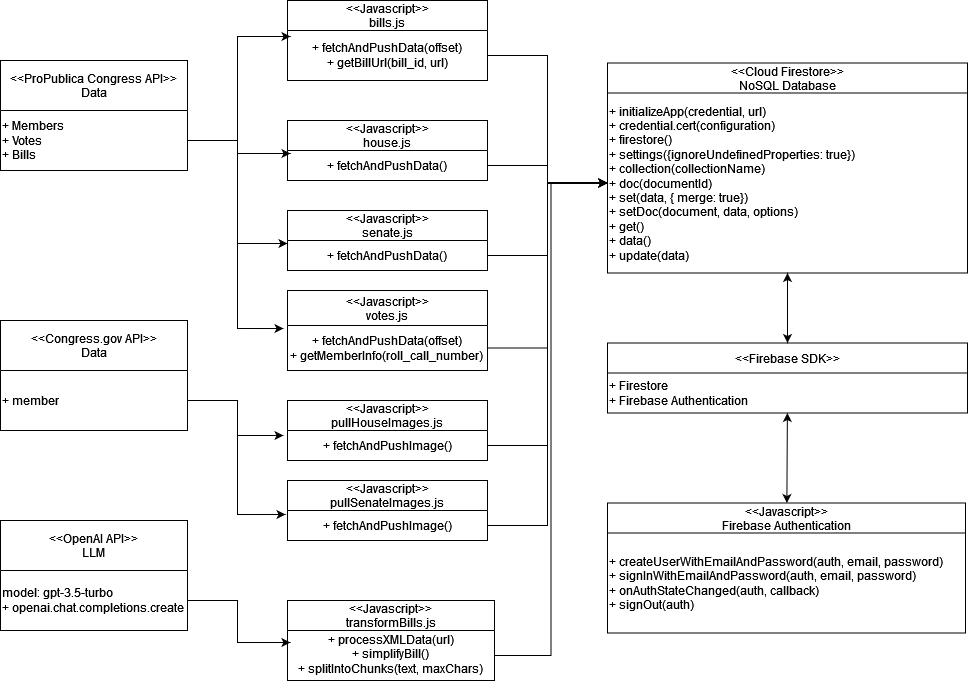 <<Javascript>>
bills.js
+ fetchAndPushData(offset)
+ getBillUrl(bill_id, url)
<<ProPublica Congress API>>
Data
+ Members
+ Votes
+ Bills
<<Javascript>>
house.js
+ fetchAndPushData()
<<Javascript>>
senate.js
+ fetchAndPushData()
<<Javascript>>
votes.js
+ fetchAndPushData(offset)
+ getMemberInfo(roll_call_number)
<<Congress.gov API>>
Data
+ member
<<Javascript>>
pullHouseImages.js
+ fetchAndPushImage()
<<Javascript>>
pullSenateImages.js
+ fetchAndPushImage()
<<OpenAI API>>
LLM
model: gpt-3.5-turbo
+ openai.chat.completions.create
<<Javascript>>
transformBills.js
+ processXMLData(url)
+ simplifyBill()
+ splitIntoChunks(text, maxChars)
<<Cloud Firestore>>
NoSQL Database
+ initializeApp(credential, url)
+ credential.cert(configuration)
+ firestore()
+ settings({ignoreUndefinedProperties: true})
+ collection(collectionName)
+ doc(documentId)
+ set(data, { merge: true})
+ setDoc(document, data, options)
+ get()
+ data()
+ update(data)
<<Firebase SDK>>
+ Firestore
+ Firebase Authentication
<<Javascript>>
Firebase Authentication
+ createUserWithEmailAndPassword(auth, email, password)
+ signInWithEmailAndPassword(auth, email, password)
+ onAuthStateChanged(auth, callback)
+ signOut(auth)